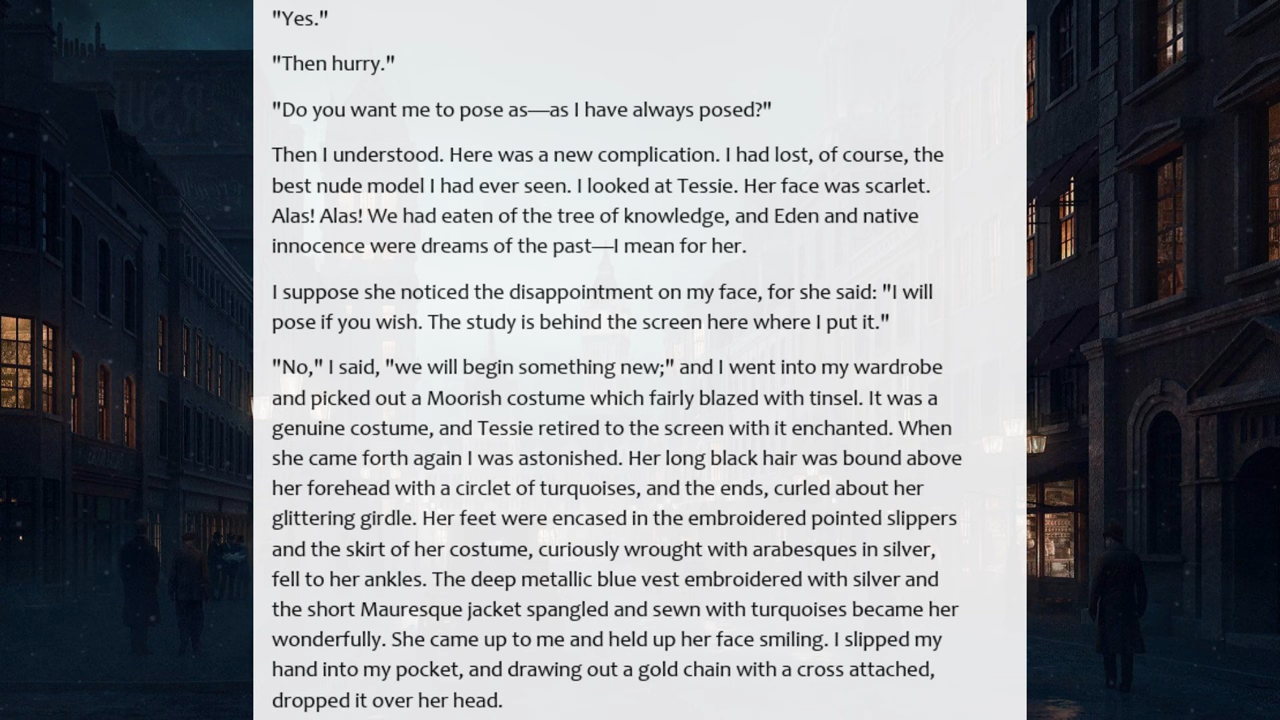 "Yes."
"Then hurry."
"Do you want me to pose as—as I have always posed?"
Then I understood. Here was a new complication. I had lost, of course, the
best nude model I had ever seen. I looked at Tessie. Her face was scarlet.
Alas! Alas! We had eaten of the tree of knowledge, and Eden and native
innocence were dreams of the past—I mean for her.
I suppose she noticed the disappointment on my face, for she said: "I will
pose if you wish. The study is behind the screen here where I put it."
"No," I said, "we will begin something new;" and I went into my wardrobe
and picked out a Moorish costume which fairly blazed with tinsel. It was a
genuine costume, and Tessie retired to the screen with it enchanted. When
she came forth again I was astonished. Her long black hair was bound above
her forehead with a circlet of turquoises, and the ends, curled about her
glittering girdle. Her feet were encased in the embroidered pointed slippers
and the skirt of her costume, curiously wrought with arabesques in silver,
fell to her ankles. The deep metallic blue vest embroidered with silver and
the short Mauresque jacket spangled and sewn with turquoises became her
wonderfully. She came up to me and held up her face smiling. I slipped my
hand into my pocket, and drawing out a gold chain with a cross attached,
dropped it over her head.